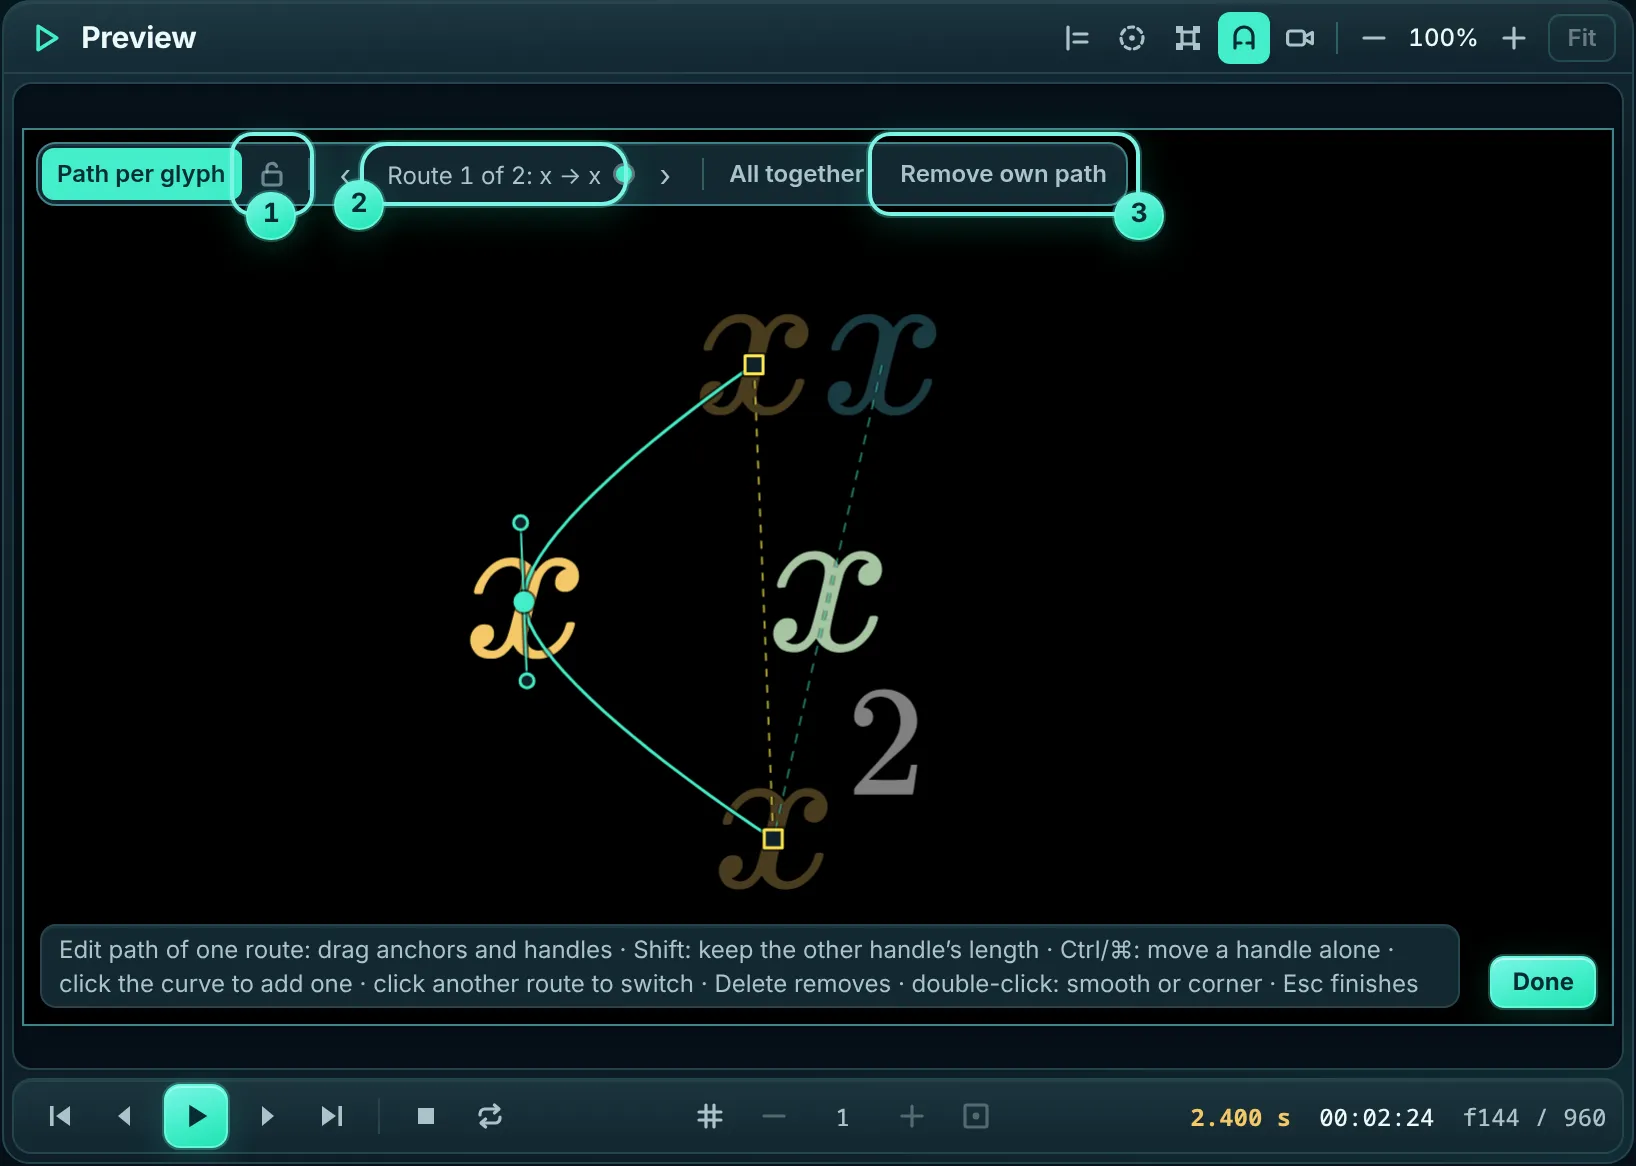 Preview
100%
Fit
Path per glyph
Route 1 of 2: x → x
All together
Remove own path
1
2
3
x x
x x
2
x
Edit path of one route: drag anchors and handles · Shift: keep the other handle’s length · Ctrl/⌘: move a handle alone ·
click the curve to add one · click another route to switch · Delete removes · double-click: smooth or corner · Esc finishes
Done
1
2.400 s
00:02:24
f144 / 960